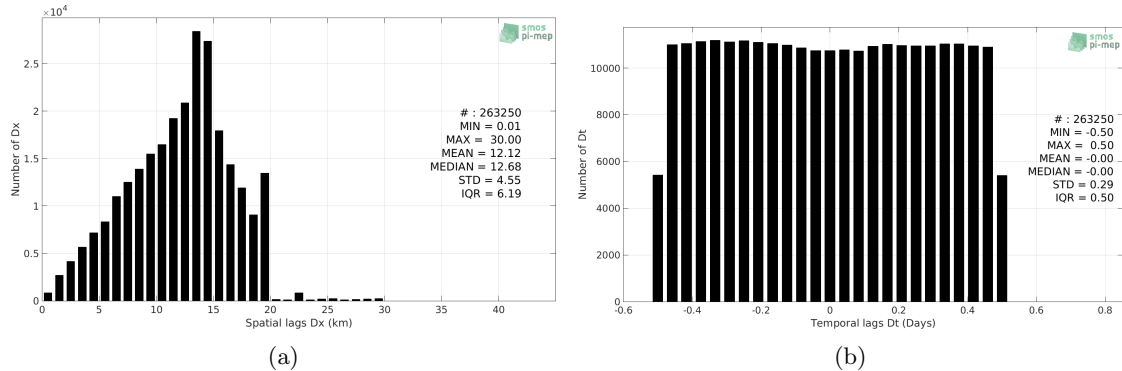 ×10⁴
smos
pi-mep
2.5
2
1.5
1
0.5
0
Number of Dx
# : 263250
MIN = 0.01
MAX = 30.00
MEAN = 12.12
MEDIAN = 12.68
STD = 4.55
IQR = 6.19
0 5 10 15 20 25 30 35 40
Spatial lags Dx (km)
(a)
smos
pi-mep
10000
8000
6000
4000
2000
0
Number of Dt
# : 263250
MIN = -0.50
MAX = 0.50
MEAN = -0.00
MEDIAN = -0.00
STD = 0.29
IQR = 0.50
-0.6 -0.4 -0.2 0 0.2 0.4 0.6 0.8
Temporal lags Dt (Days)
(b)